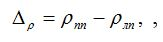 Δρ = ρпп − ρлп, ,